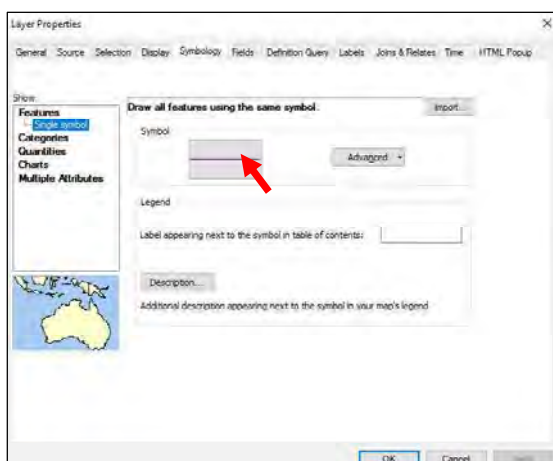 Layer Properties
General Source Selection Display Symbology Fields Definition Query Labels Joins & Relates Time HTML Popup
Show:
Features
Single symbol
Categories
Quantities
Charts
Multiple Attributes
Draw all features using the same symbol.
Import...
Symbol
Advanced
Legend
Label appearing next to the symbol in table of contents:
Description...
Additional description appearing next to the symbol in your map's legend
OK Cancel